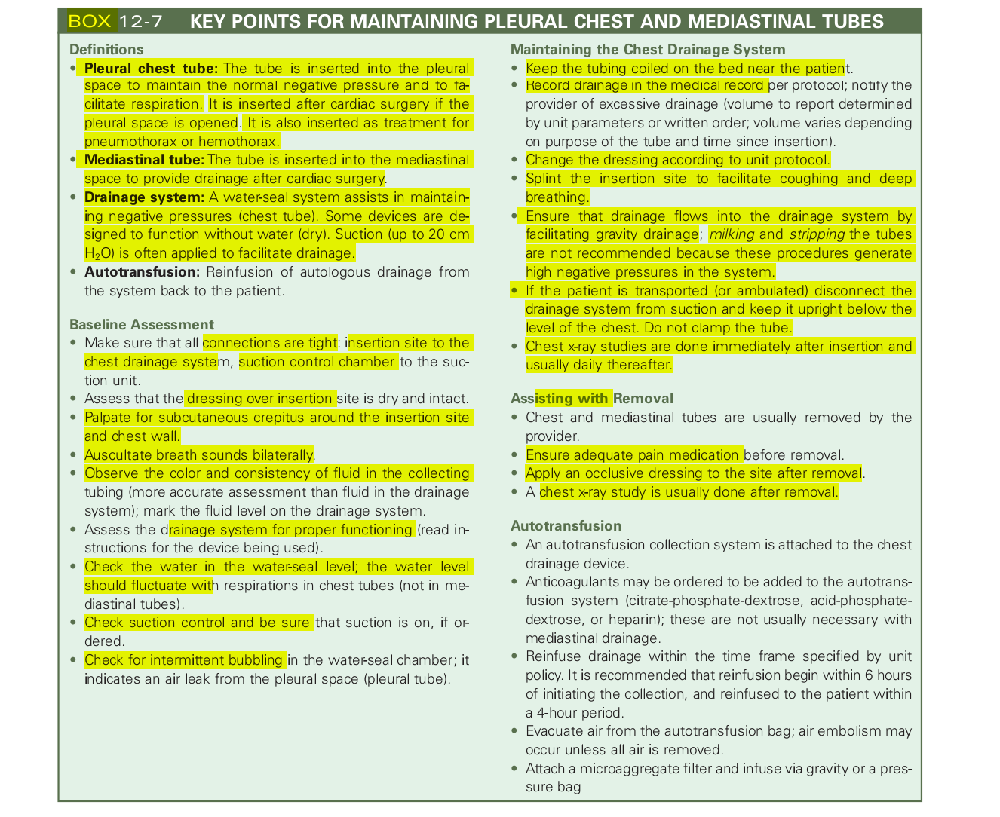 BOX 12-7 KEY POINTS FOR MAINTAINING PLEURAL CHEST AND MEDIASTINAL TUBES
Definitions
• Pleural chest tube: The tube is inserted into the pleural
space to maintain the normal negative pressure and to fa-
cilitate respiration. It is inserted after cardiac surgery if the
pleural space is opened. It is also inserted as treatment for
pneumothorax or hemothorax.
• Mediastinal tube: The tube is inserted into the mediastinal
space to provide drainage after cardiac surgery.
• Drainage system: A water-seal system assists in maintain-
ing negative pressures (chest tube). Some devices are de-
signed to function without water (dry). Suction (up to 20 cm
H₂O) is often applied to facilitate drainage.
• Autotransfusion: Reinfusion of autologous drainage from
the system back to the patient.
Baseline Assessment
• Make sure that all connections are tight: insertion site to the
chest drainage system, suction control chamber to the suc-
tion unit.
• Assess that the dressing over insertion site is dry and intact.
• Palpate for subcutaneous crepitus around the insertion site
and chest wall.
• Auscultate breath sounds bilaterally.
• Observe the color and consistency of fluid in the collecting
tubing (more accurate assessment than fluid in the drainage
system); mark the fluid level on the drainage system.
• Assess the drainage system for proper functioning (read in-
structions for the device being used).
• Check the water in the water-seal level; the water level
should fluctuate with respirations in chest tubes (not in me-
diastinal tubes).
• Check suction control and be sure that suction is on, if or-
dered.
• Check for intermittent bubbling in the water-seal chamber; it
indicates an air leak from the pleural space (pleural tube).
Maintaining the Chest Drainage System
• Keep the tubing coiled on the bed near the patient.
• Record drainage in the medical record per protocol; notify the
provider of excessive drainage (volume to report determined
by unit parameters or written order; volume varies depending
on purpose of the tube and time since insertion).
• Change the dressing according to unit protocol.
• Splint the insertion site to facilitate coughing and deep
breathing.
• Ensure that drainage flows into the drainage system by
facilitating gravity drainage; milking and stripping the tubes
are not recommended because these procedures generate
high negative pressures in the system.
• If the patient is transported (or ambulated) disconnect the
drainage system from suction and keep it upright below the
level of the chest. Do not clamp the tube.
• Chest x-ray studies are done immediately after insertion and
usually daily thereafter.
Assisting with Removal
• Chest and mediastinal tubes are usually removed by the
provider.
• Ensure adequate pain medication before removal.
• Apply an occlusive dressing to the site after removal.
• A chest x-ray study is usually done after removal.
Autotransfusion
• An autotransfusion collection system is attached to the chest
drainage device.
• Anticoagulants may be ordered to be added to the autotrans-
fusion system (citrate-phosphate-dextrose, acid-phosphate-
dextrose, or heparin); these are not usually necessary with
mediastinal drainage.
• Reinfuse drainage within the time frame specified by unit
policy. It is recommended that reinfusion begin within 6 hours
of initiating the collection, and reinfused to the patient within
a 4-hour period.
• Evacuate air from the autotransfusion bag; air embolism may
occur unless all air is removed.
• Attach a microaggregate filter and infuse via gravity or a pres-
sure bag